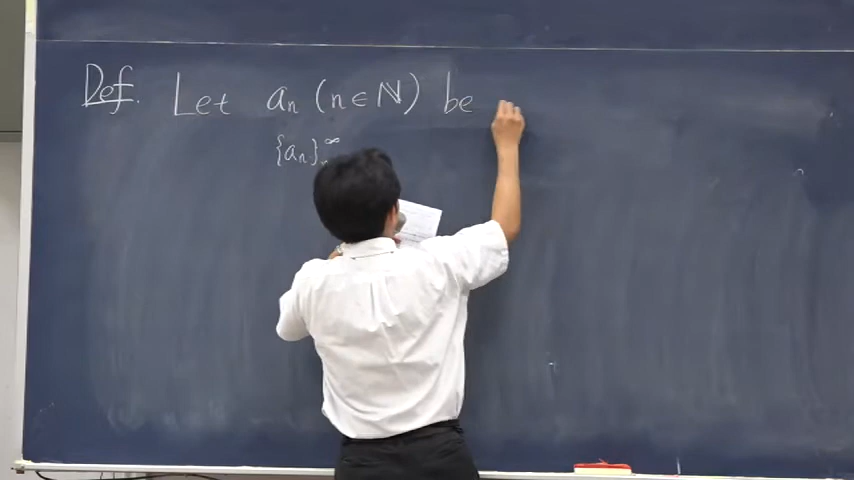 Def. Let aₙ (n ∈ ℕ) be
{aₙ}ₙ^∞